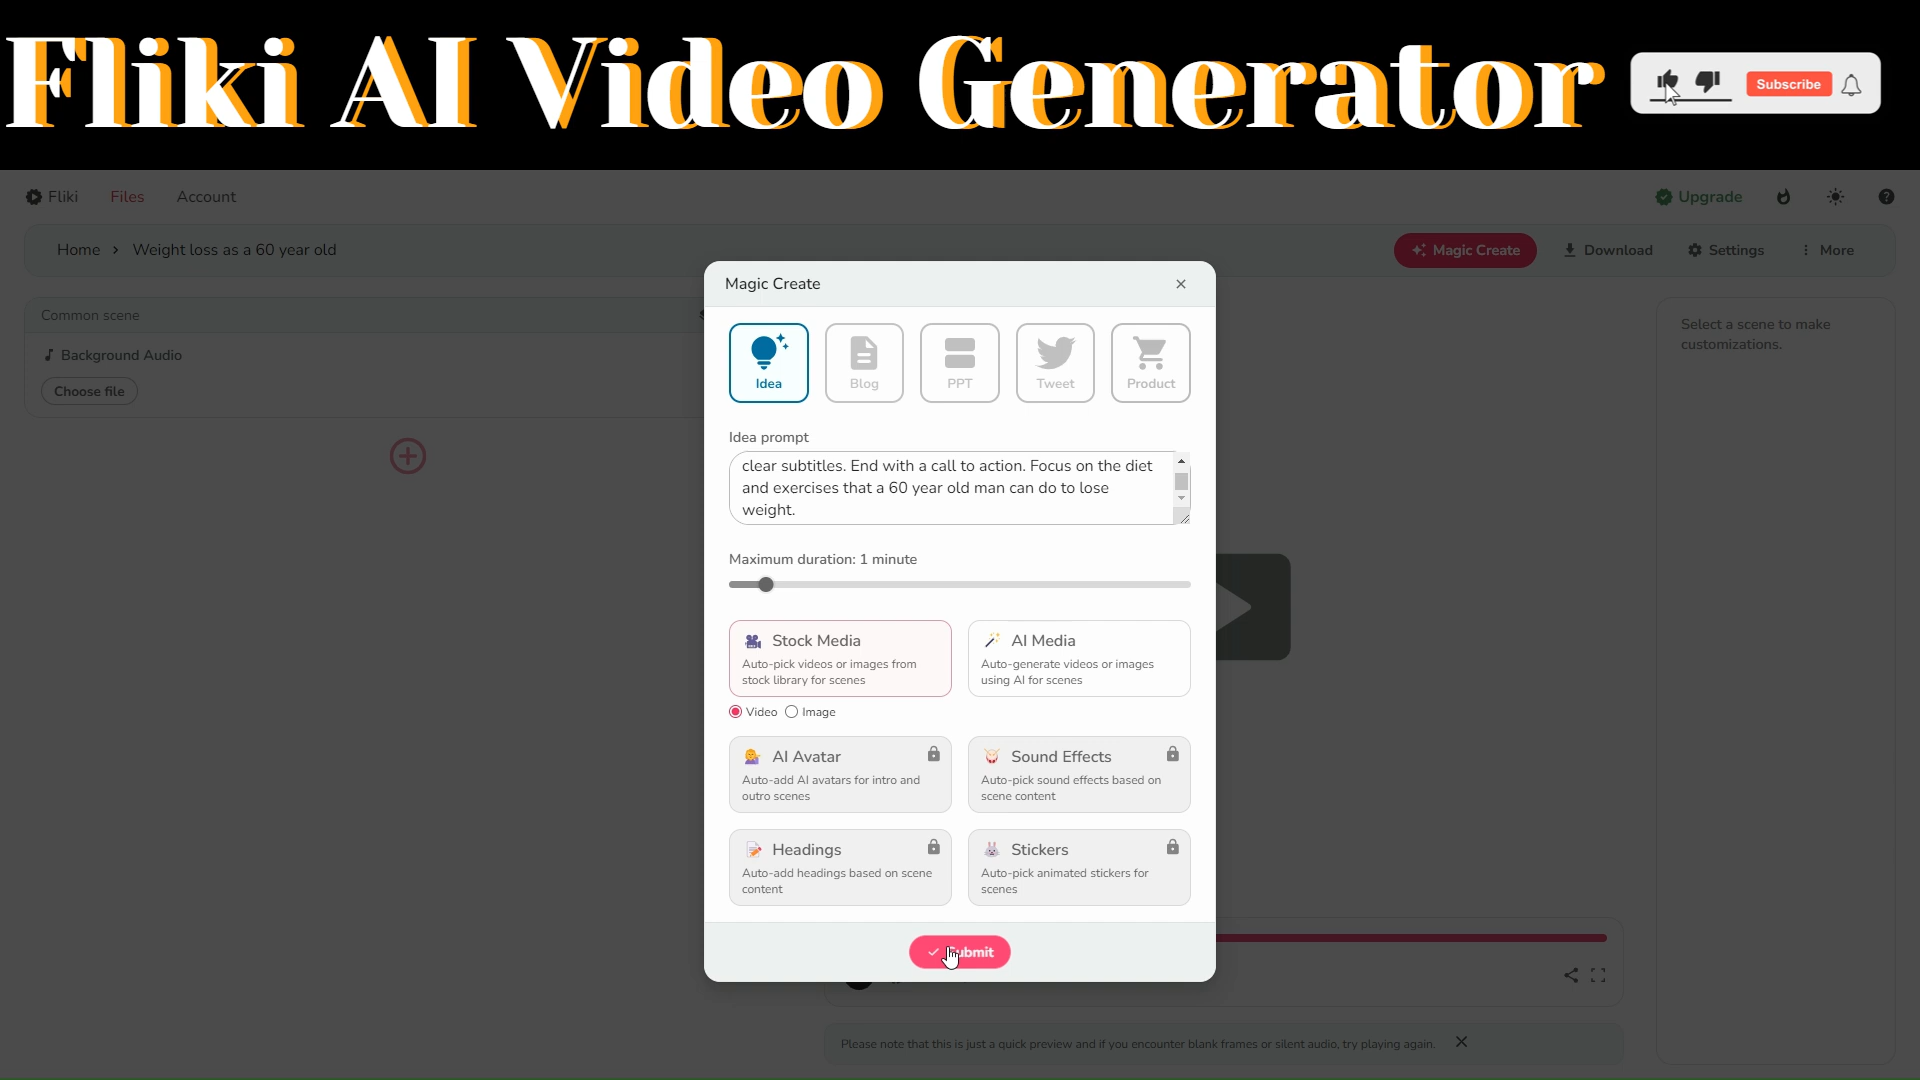 Fliki AI Video Generator
Subscribe
Fliki Files Account
Upgrade
Home > Weight loss as a 60 year old
Magic Create Download Settings More
Magic Create
Common scene
Background Audio
Choose file
Select a scene to make
customizations.
Idea Blog PPT Tweet Product
Idea prompt
clear subtitles. End with a call to action. Focus on the diet
and exercises that a 60 year old man can do to lose
weight.
Maximum duration: 1 minute
Stock Media
Auto-pick videos or images from
stock library for scenes
AI Media
Auto-generate videos or images
using AI for scenes
Video Image
AI Avatar
Auto-add AI avatars for intro and
outro scenes
Sound Effects
Auto-pick sound effects based on
scene content
Headings
Auto-add headings based on scene
content
Stickers
Auto-pick animated stickers for
scenes
Submit
Please note that this is just a quick preview and if you encounter blank frames or silent audio, try playing again.